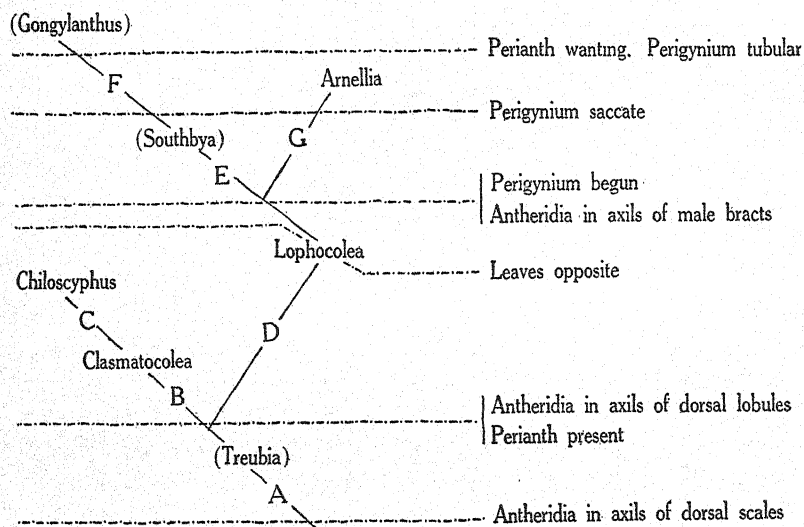 (Gongylanthus)
Perianth wanting. Perigynium tubular
F
Arnellia
Perigynium saccate
(Southbya)
G
E
Perigynium begun
Antheridia in axils of male bracts
Lophocolea
Leaves opposite
Chiloscyphus
C
D
Clasmatocolea
B
Antheridia in axils of dorsal lobules
Perianth present
(Treubia)
A
Antheridia in axils of dorsal scales